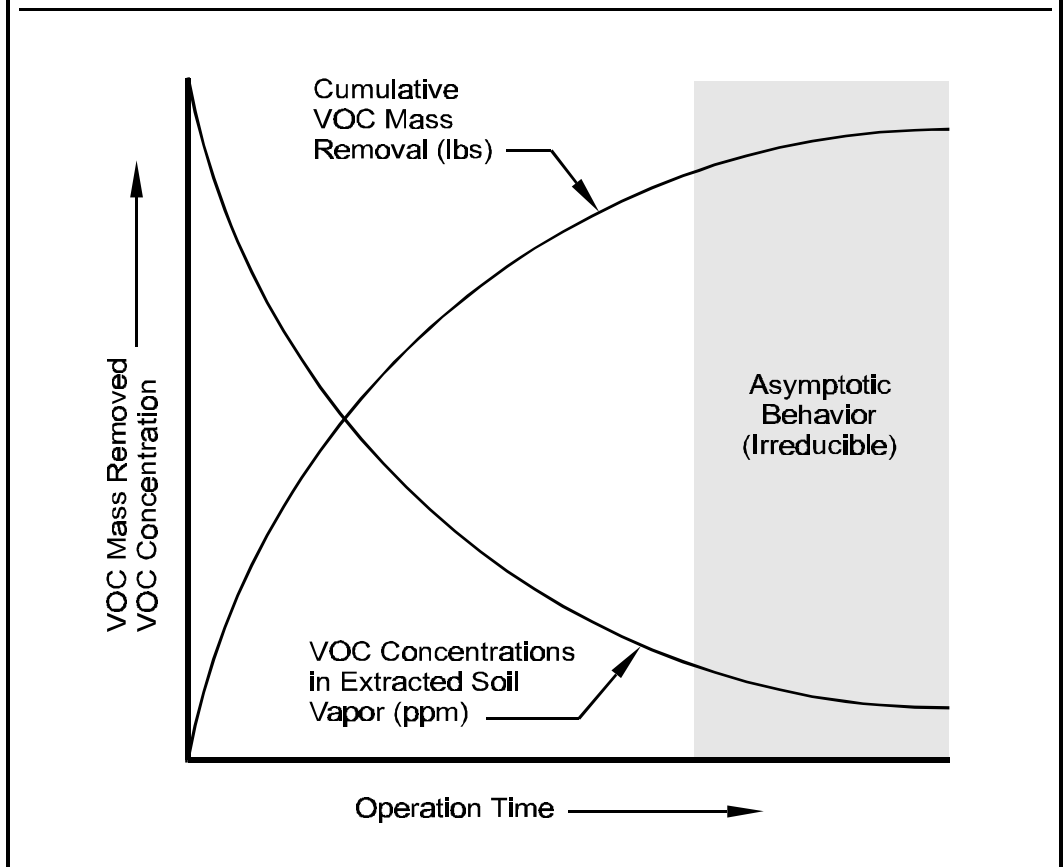 Cumulative
VOC Mass
Removal (lbs)
VOC Mass Removed
VOC Concentration
Asymptotic
Behavior
(Irreducible)
VOC Concentrations
in Extracted Soil
Vapor (ppm)
Operation Time